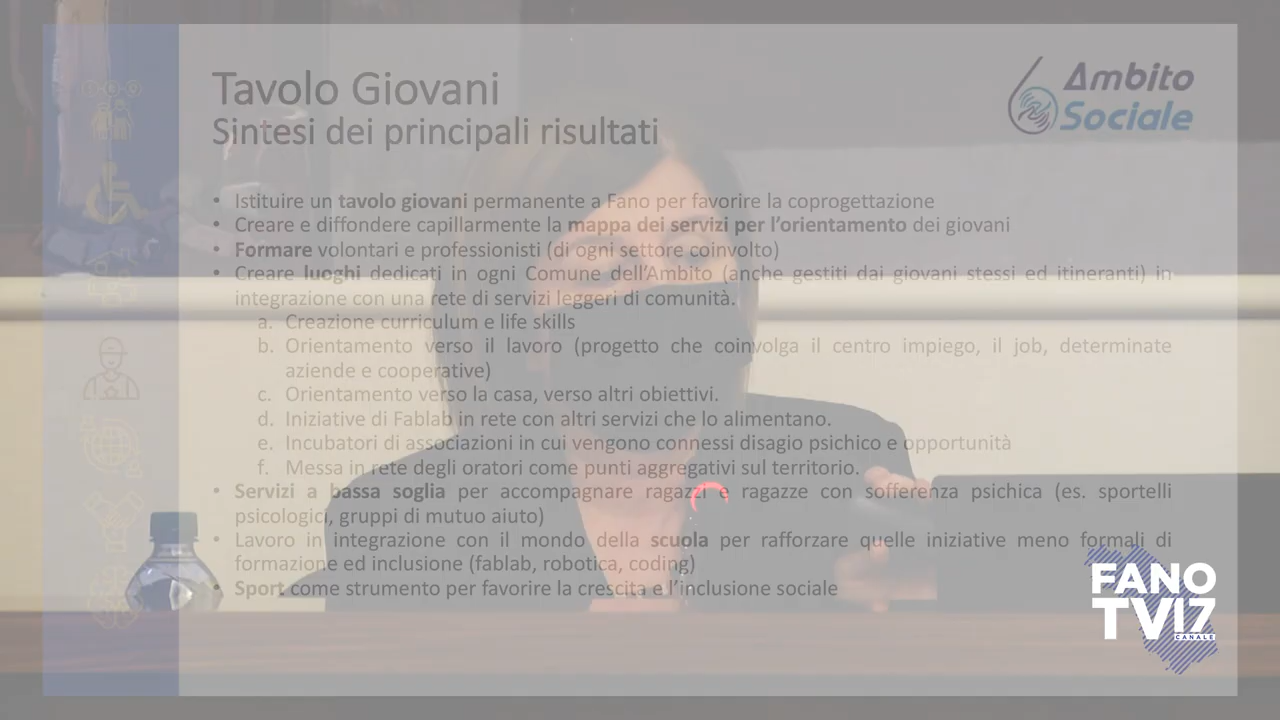 Tavolo Giovani
Sintesi dei principali risultati
6 Ambito
Sociale
• Istituire un tavolo giovani permanente a Fano per favorire la coprogettazione
• Creare e diffondere capillarmente la mappa dei servizi per l'orientamento dei giovani
• Formare volontari e professionisti (di ogni settore coinvolto)
• Creare luoghi dedicati in ogni Comune dell'Ambito (anche gestiti dai giovani stessi ed itineranti) in
integrazione con una rete di servizi leggeri di comunità.
a. Creazione curriculum e life skills
b. Orientamento verso il lavoro (progetto che coinvolga il centro impiego, il job, determinate
aziende e cooperative)
c. Orientamento verso la casa, verso altri obiettivi.
d. Iniziative di Fablab in rete con altri servizi che lo alimentano.
e. Incubatori di associazioni in cui vengono connessi disagio psichico e opportunità
f. Messa in rete degli oratori come punti aggregativi sul territorio.
• Servizi a bassa soglia per accompagnare ragazzi e ragazze con sofferenza psichica (es. sportelli
psicologici, gruppi di mutuo aiuto)
• Lavoro in integrazione con il mondo della scuola per rafforzare quelle iniziative meno formali di
formazione ed inclusione (fablab, robotica, coding)
• Sport come strumento per favorire la crescita e l'inclusione sociale
FANO
TV17
CANALE